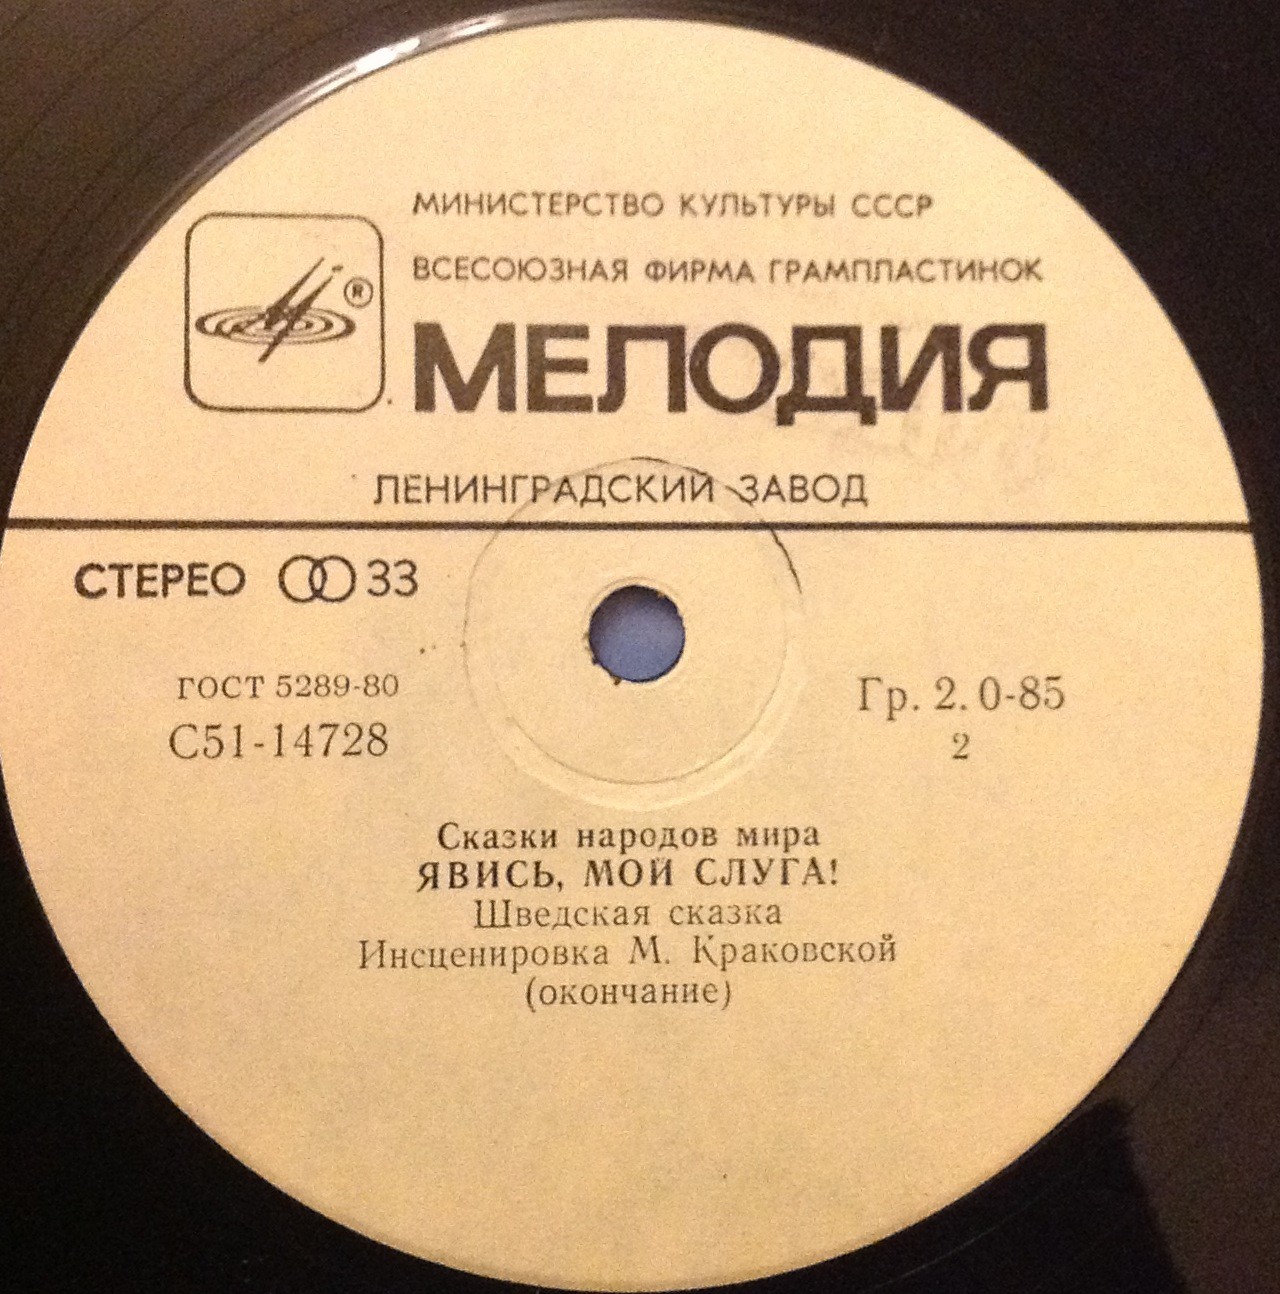 МИНИСТЕРСТВО КУЛЬТУРЫ СССР
ВСЕСОЮЗНАЯ ФИРМА ГРАМПЛАСТИНОК
®
МЕЛОДИЯ
ЛЕНИНГРАДСКИЙ ЗАВОД
СТЕРЕО 33
ГОСТ 5289-80
С51-14728
Гр. 2. 0-85
2
Сказки народов мира
ЯВИСЬ, МОЙ СЛУГА!
Шведская сказка
Инсценировка М. Краковской
(окончание)